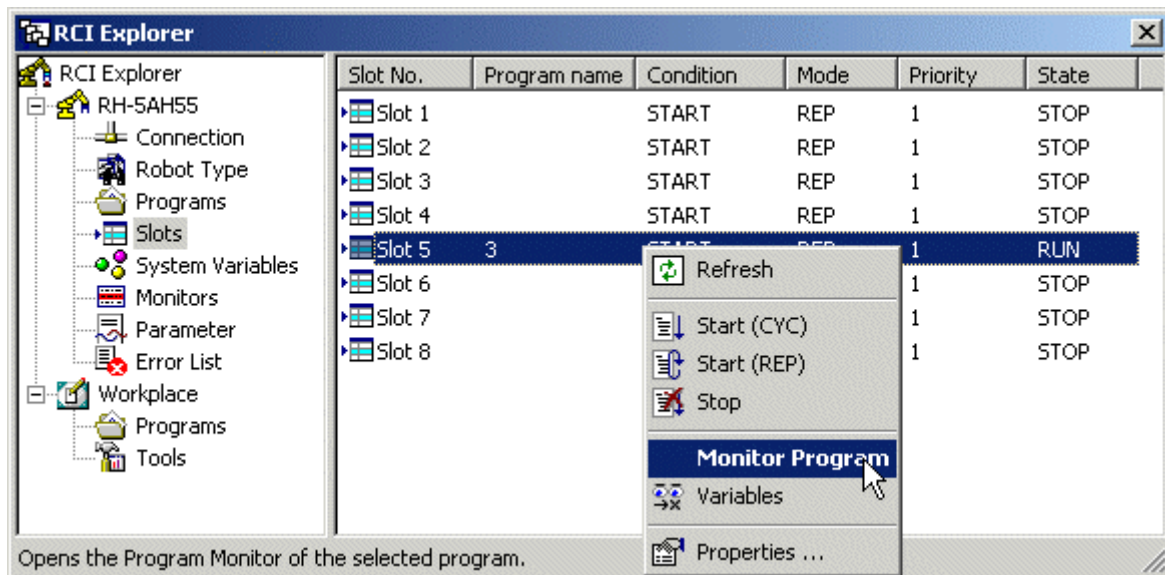 RCI Explorer
RCI Explorer
RH-5AH55
Connection
Robot Type
Programs
Slots
System Variables
Monitors
Parameter
Error List
Workplace
Programs
Tools
Slot No. Program name Condition Mode Priority State
Slot 1 START REP 1 STOP
Slot 2 START REP 1 STOP
Slot 3 START REP 1 STOP
Slot 4 START REP 1 STOP
Slot 5 3 START REP 1 RUN
Slot 6 1 STOP
Slot 7 1 STOP
Slot 8 1 STOP
Refresh
Start (CYC)
Start (REP)
Stop
Monitor Program
Variables
Properties ...
Opens the Program Monitor of the selected program.